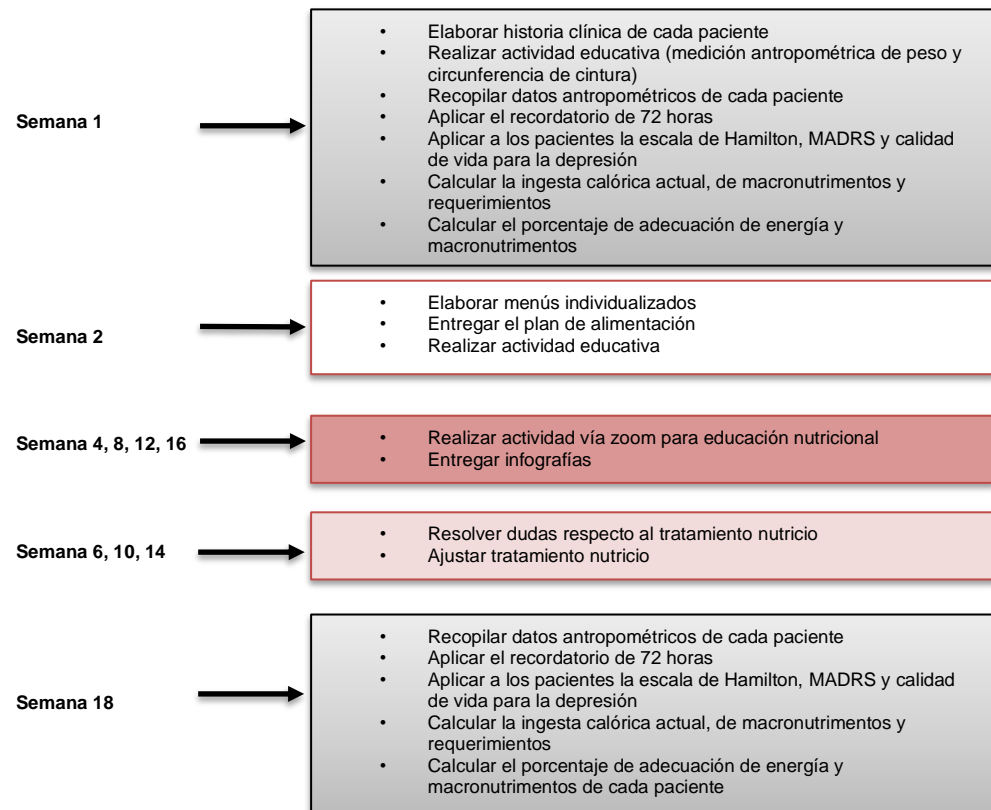 Semana 1
• Elaborar historia clínica de cada paciente
• Realizar actividad educativa (medición antropométrica de peso y
circunferencia de cintura)
• Recopilar datos antropométricos de cada paciente
• Aplicar el recordatorio de 72 horas
• Aplicar a los pacientes la escala de Hamilton, MADRS y calidad
de vida para la depresión
• Calcular la ingesta calórica actual, de macronutrimentos y
requerimientos
• Calcular el porcentaje de adecuación de energía y
macronutrimentos
Semana 2
• Elaborar menús individualizados
• Entregar el plan de alimentación
• Realizar actividad educativa
Semana 4, 8, 12, 16
• Realizar actividad vía zoom para educación nutricional
• Entregar infografías
Semana 6, 10, 14
• Resolver dudas respecto al tratamiento nutricio
• Ajustar tratamiento nutricio
Semana 18
• Recopilar datos antropométricos de cada paciente
• Aplicar el recordatorio de 72 horas
• Aplicar a los pacientes la escala de Hamilton, MADRS y calidad
de vida para la depresión
• Calcular la ingesta calórica actual, de macronutrimentos y
requerimientos
• Calcular el porcentaje de adecuación de energía y
macronutrimentos de cada paciente